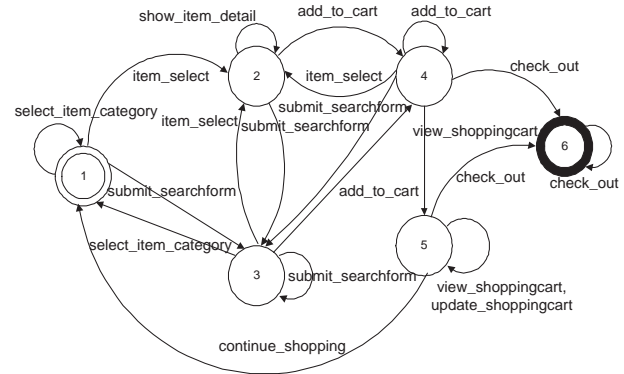 show_item_detail
add_to_cart
add_to_cart
2
4
item_select
item_select
check_out
select_item_category
item_select
submit_searchform
submit_searchform
view_shoppingcart
6
1
submit_searchform
add_to_cart
check_out
check_out
select_item_category
5
3
submit_searchform
view_shoppingcart,
update_shoppingcart
continue_shopping